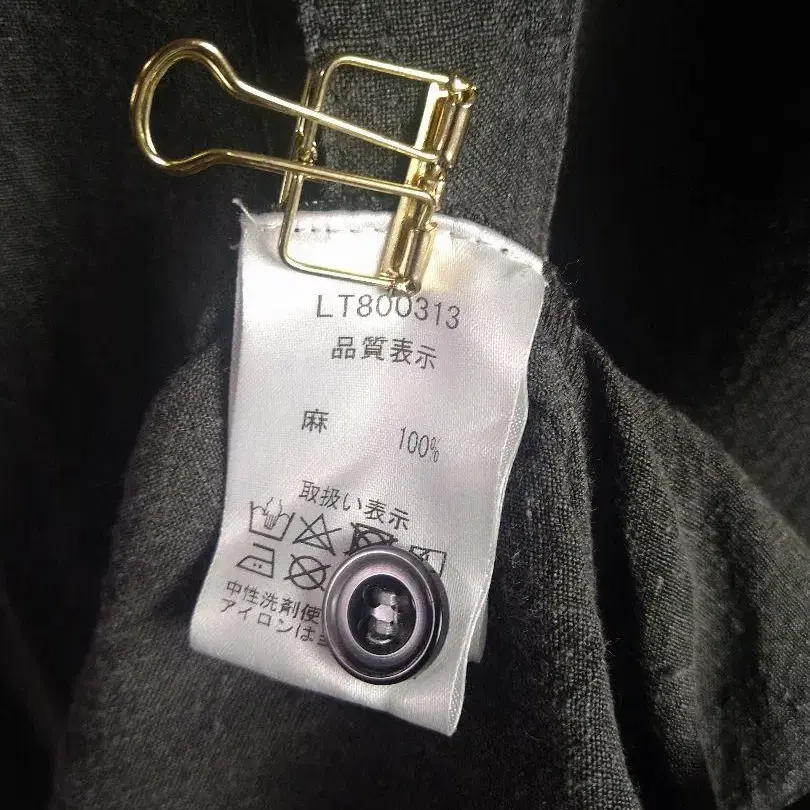 LT800313
品質表示
麻 100%
取扱い表示
中性洗剤使
アイロンは